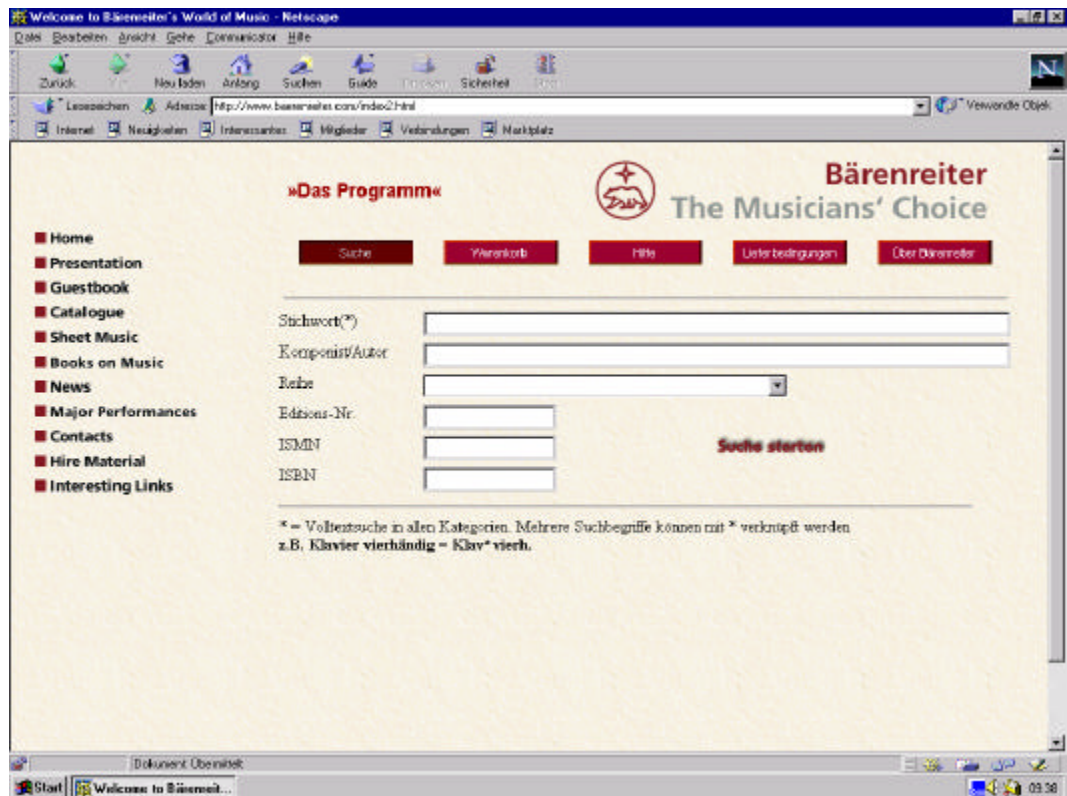 Welcome to Bärenreiter's World of Music - Netscape
Datei Bearbeiten Ansicht Gehe Communicator Hilfe
Zurück Neu laden Anfang Suchen Guide Drucken Sicherheit Stop
Lesezeichen Adresse http://www.baerenreiter.com/index2.html Verwandte Objek
Internet Neuigkeiten Interessantes Mitglieder Verbindungen Marktplatz
»Das Programm«
Bärenreiter
The Musicians' Choice
Home
Presentation
Guestbook
Catalogue
Sheet Music
Books on Music
News
Major Performances
Contacts
Hire Material
Interesting Links
Suche Warenkorb Hilfe Lieferbedingungen Über Bärenreiter
Stichwort(*)
Komponist/Autor
Reihe
Editions-Nr.
ISMN
ISBN
Suche starten
* = Volltextsuche in allen Kategorien. Mehrere Suchbegriffe können mit * verknüpft werden
z.B. Klavier vierhändig = Klav*vierh.
Dokument Übermittelt
Start Welcome to Bärenreit... 09:38